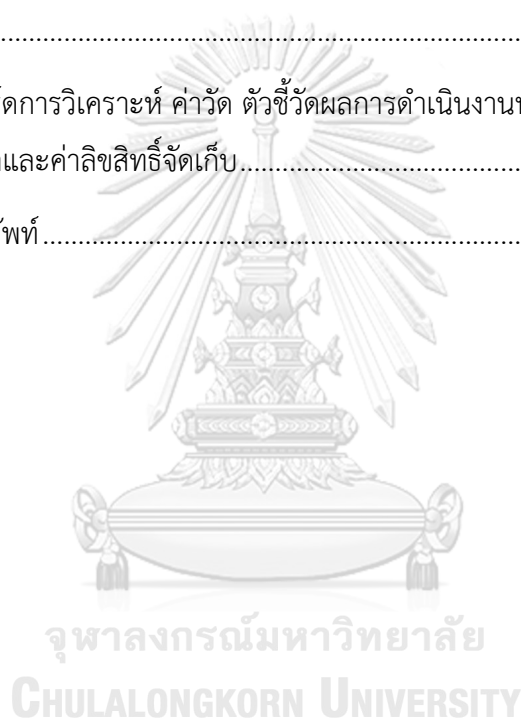 ..........................................................................
ัดการวิเคราะห์ ค่าวัด ตัวชี้วัดผลการดำเนินงาน
และค่าลิขสิทธิ์จัดเก็บ........................................
ัพท์.....................................................................
จุฬาลงกรณ์มหาวิทยาลัย
CHULALONGKORN UNIVERSITY